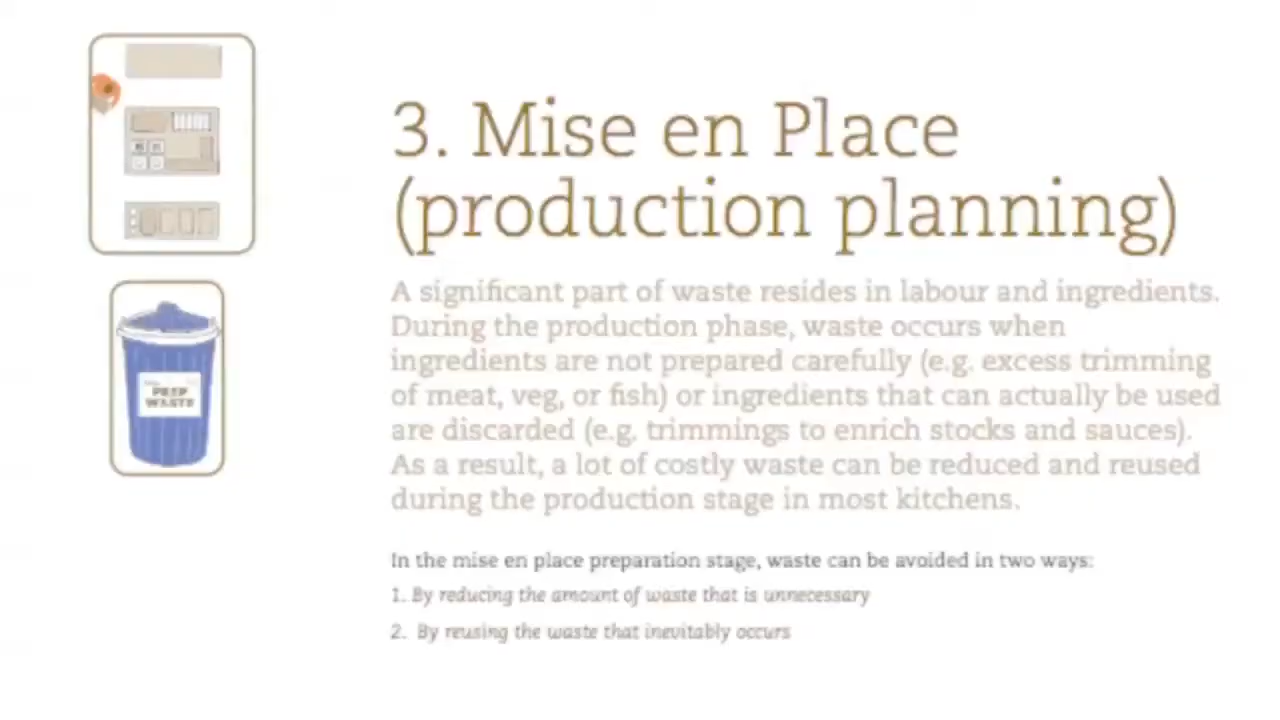 3. Mise en Place
(production planning)
A significant part of waste resides in labour and ingredients.
During the production phase, waste occurs when
ingredients are not prepared carefully (e.g. excess trimming
of meat, veg, or fish) or ingredients that can actually be used
are discarded (e.g. trimmings to enrich stocks and sauces).
As a result, a lot of costly waste can be reduced and reused
during the production stage in most kitchens.
In the mise en place preparation stage, waste can be avoided in two ways:
1. By reducing the amount of waste that is unnecessary
2. By reusing the waste that inevitably occurs
PREP
WASTE